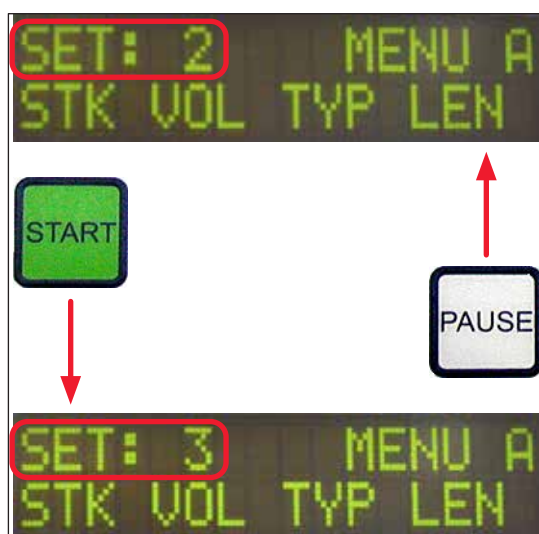 SET: 2 MENU A
STK VOL TYP LEN
START
PAUSE
SET: 3 MENU A
STK VOL TYP LEN